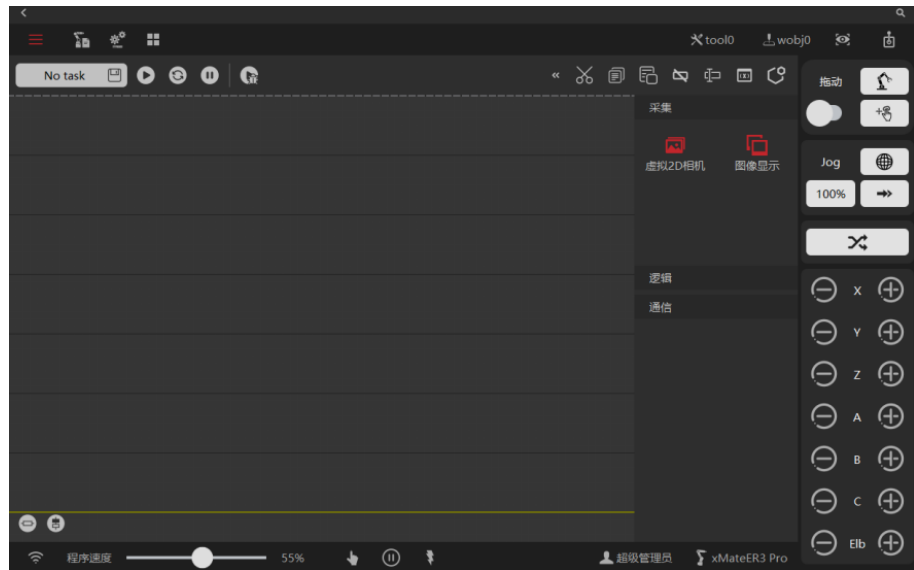 tool0
wobj0
No task
采集
拖动
虚拟2D相机
图像显示
Jog
100%
逻辑
通信
X
Y
Z
A
B
C
Elb
程序速度
55%
超级管理员
xMateER3 Pro